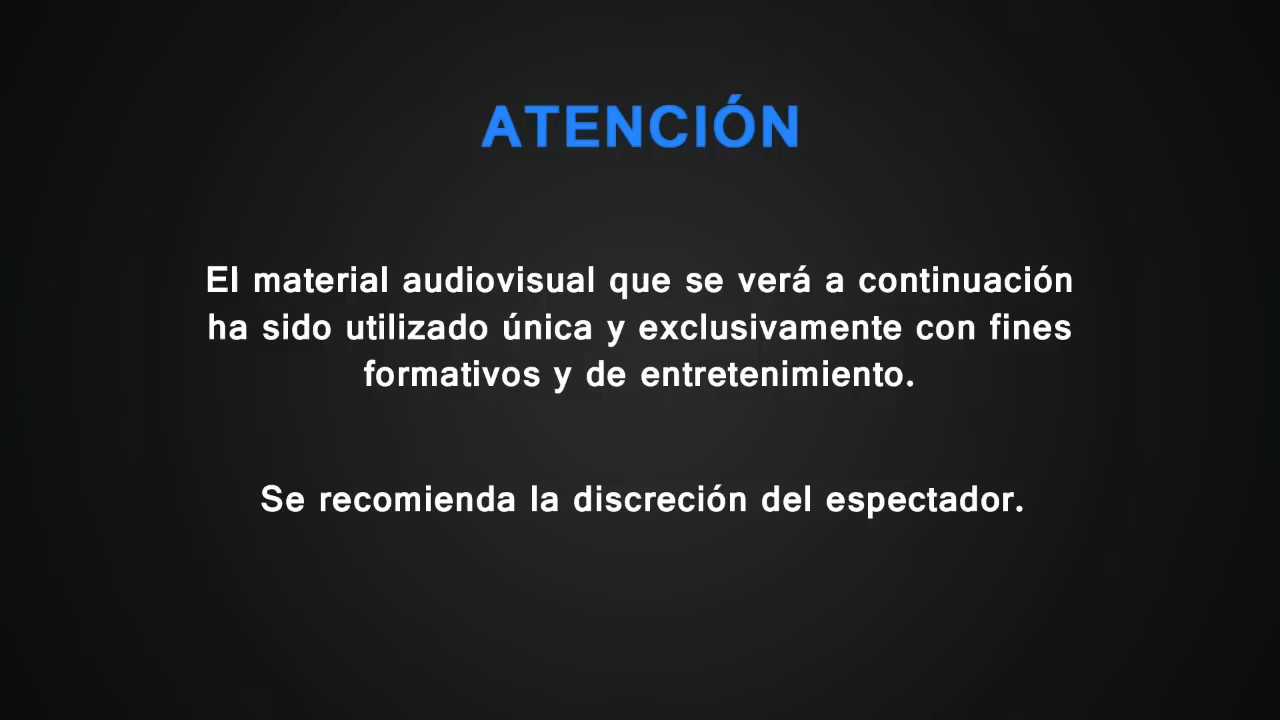 ATENCIÓN
El material audiovisual que se verá a continuación
ha sido utilizado única y exclusivamente con fines
formativos y de entretenimiento.
Se recomienda la discreción del espectador.